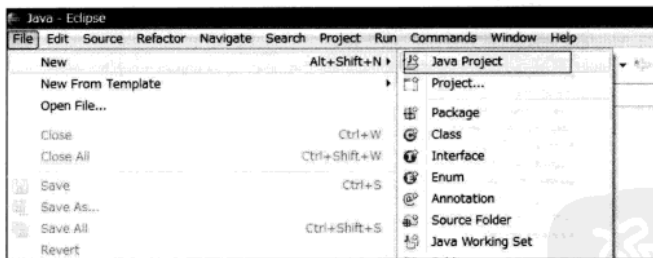 Java - Eclipse
File Edit Source Refactor Navigate Search Project Run Commands Window Help
New Alt+Shift+N
New From Template
Open File...
Close Ctrl+W
Close All Ctrl+Shift+W
Save Ctrl+S
Save As...
Save All Ctrl+Shift+S
Revert
Java Project
Project...
Package
Class
Interface
Enum
Annotation
Source Folder
Java Working Set